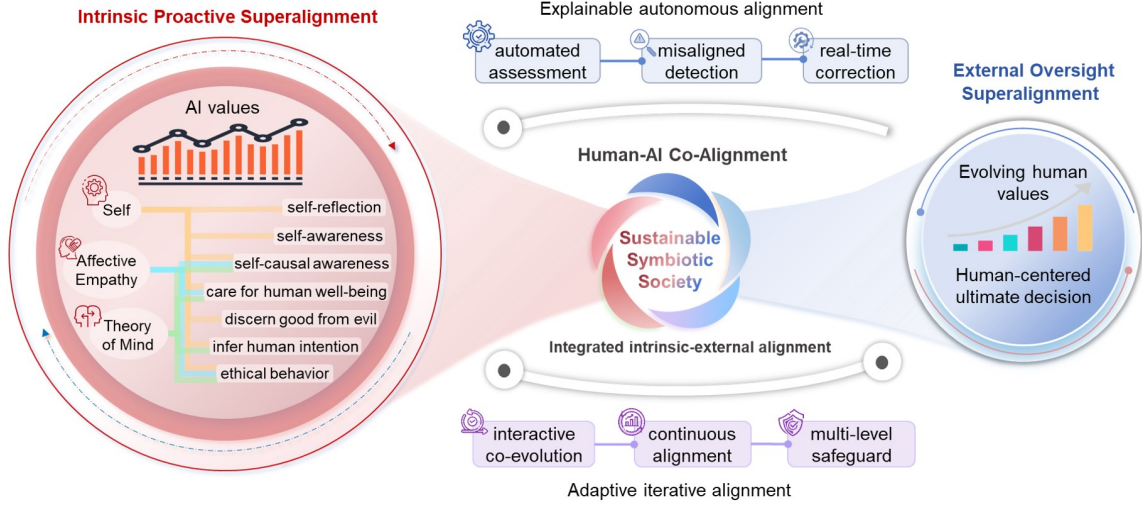 Intrinsic Proactive Superalignment
AI values
Self
Affective
Empathy
Theory
of Mind
self-reflection
self-awareness
self-causal awareness
care for human well-being
discern good from evil
infer human intention
ethical behavior
Explainable autonomous alignment
automated
assessment
misaligned
detection
real-time
correction
Human-AI Co-Alignment
Sustainable
Symbiotic
Society
Integrated intrinsic-external alignment
interactive
co-evolution
continuous
alignment
multi-level
safeguard
Adaptive iterative alignment
External Oversight
Superalignment
Evolving human
values
Human-centered
ultimate decision